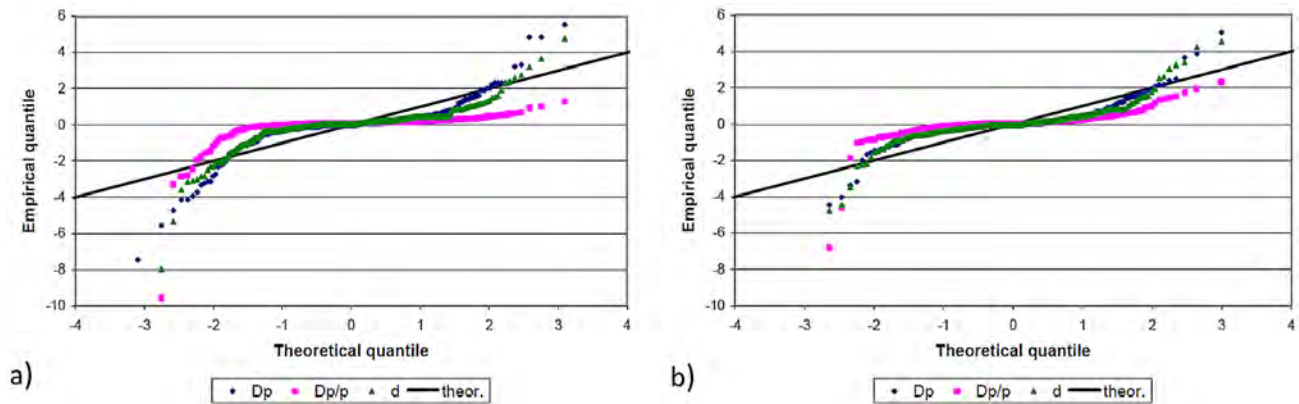 6
4
2
0
-2
-4
-6
-8
-10
Empirical quantile
-4 -3 -2 -1 0 1 2 3 4
Theoretical quantile
a)
Dp Dp/p d theor.
6
4
2
0
-2
-4
-6
-8
-10
Empirical quantile
-4 -3 -2 -1 0 1 2 3 4
Theoretical quantile
b)
Dp Dp/p d theor.